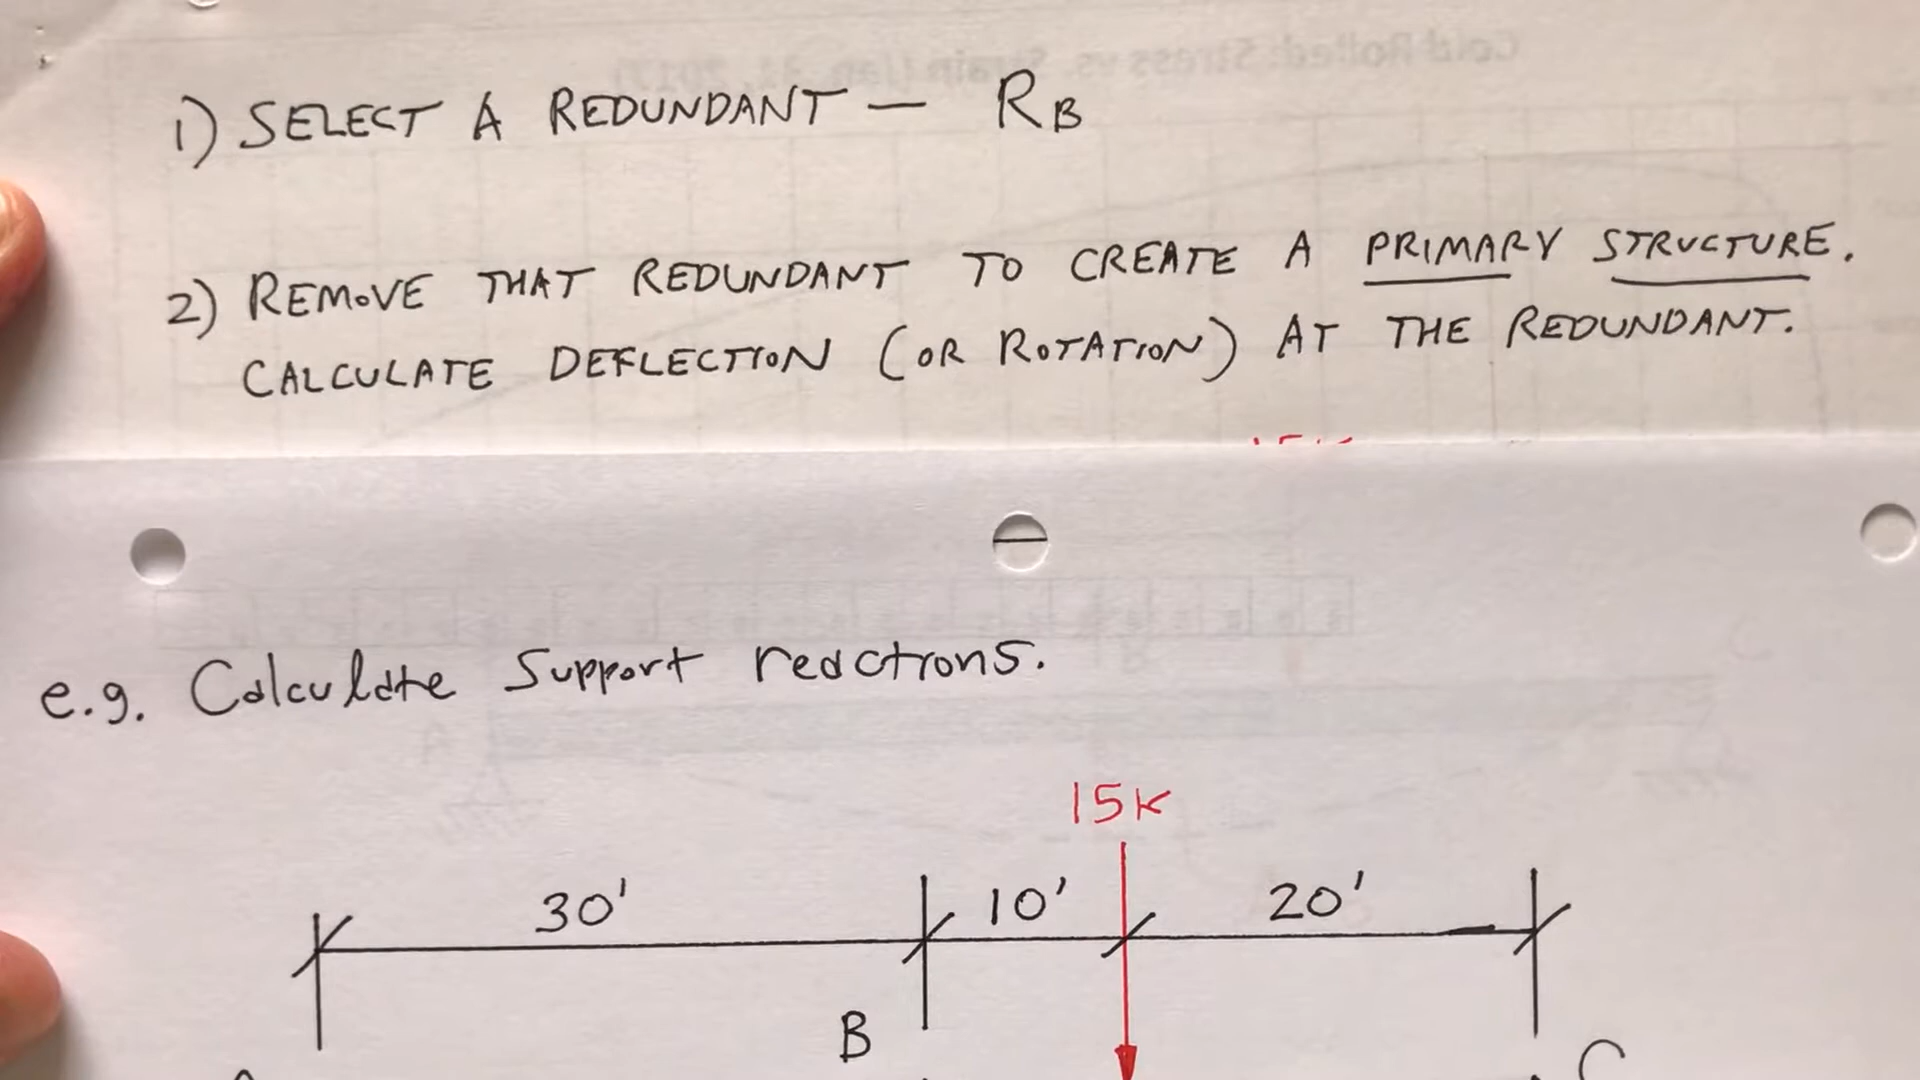 1) SELECT A REDUNDANT — RB
2) REMOVE THAT REDUNDANT TO CREATE A PRIMARY STRUCTURE.
CALCULATE DEFLECTION (OR ROTATION) AT THE REDUNDANT.
e.g. Calculate Support reactions.
15K
30' 10' 20'
B
C